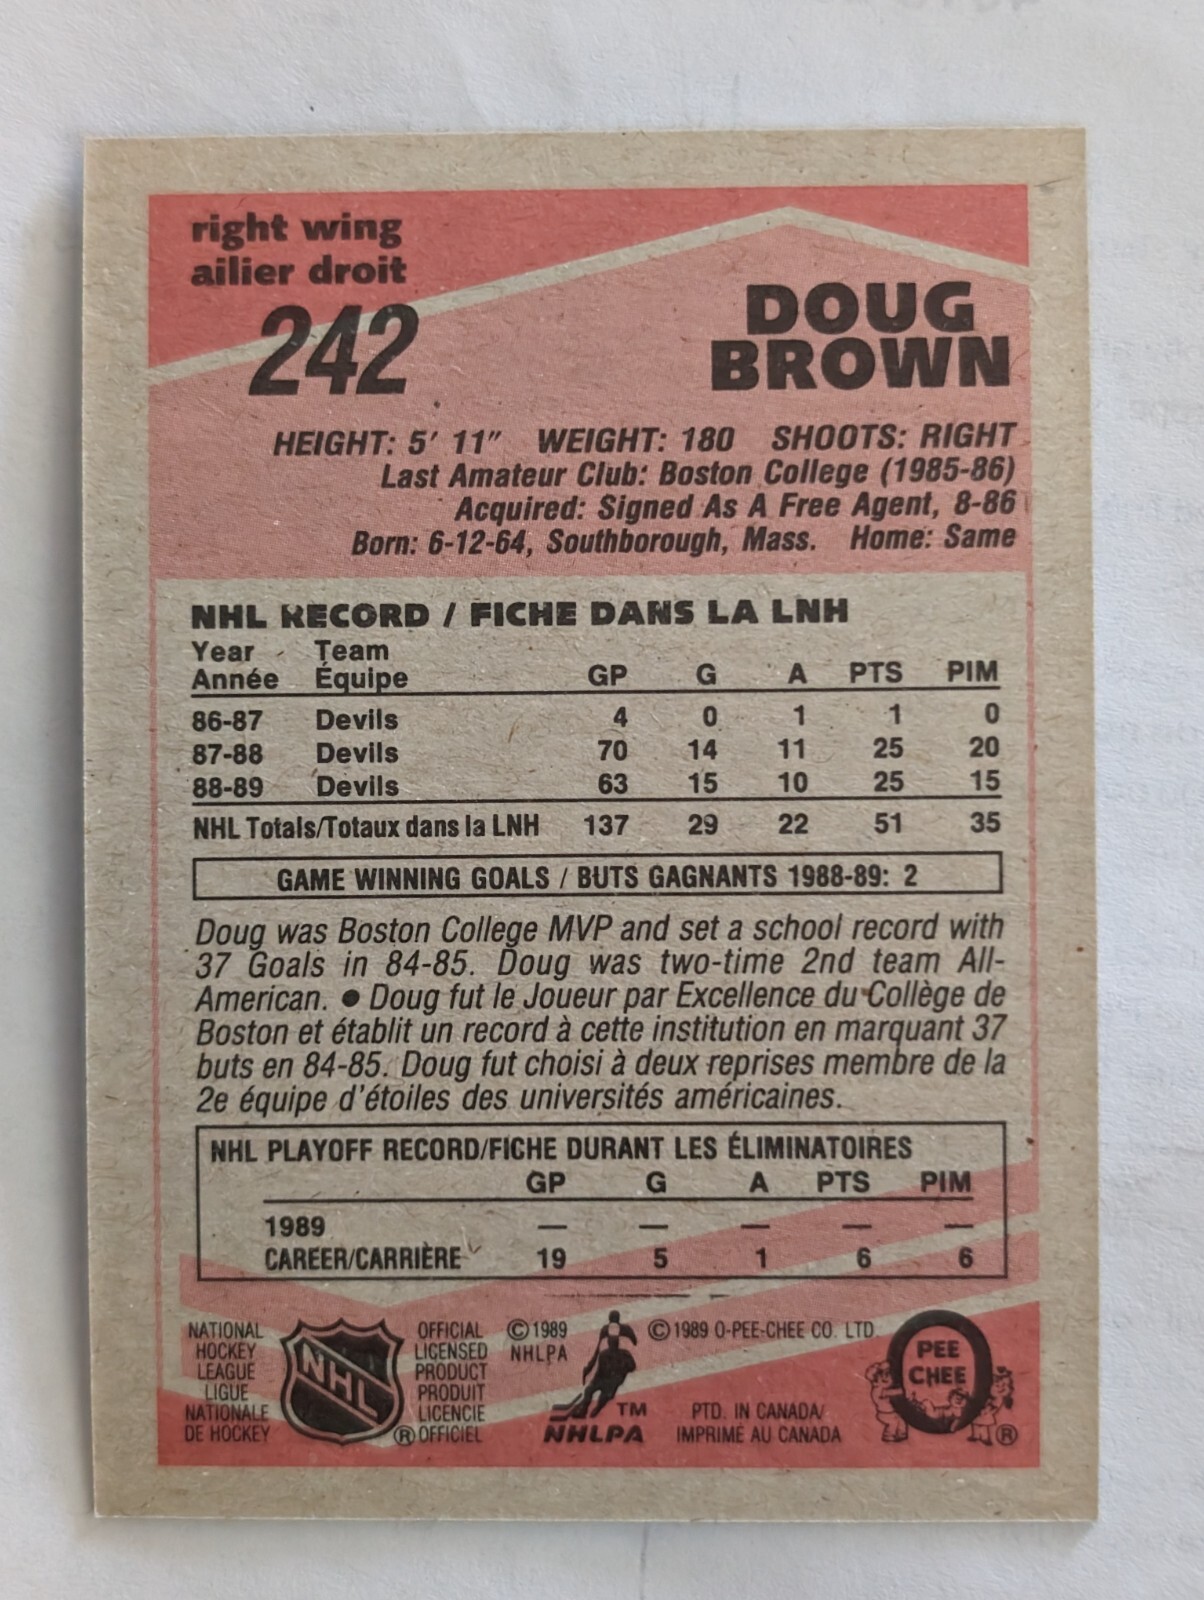 right wing
ailier droit
242
DOUG
BROWN
HEIGHT: 5' 11" WEIGHT: 180 SHOOTS: RIGHT
Last Amateur Club: Boston College (1985-86)
Acquired: Signed As A Free Agent, 8-86
Born: 6-12-64, Southborough, Mass. Home: Same
NHL RECORD / FICHE DANS LA LNH
Year Team
Année Équipe GP G A PTS PIM
86-87 Devils 4 0 1 1 0
87-88 Devils 70 14 11 25 20
88-89 Devils 63 15 10 25 15
NHL Totals/Totaux dans la LNH 137 29 22 51 35
GAME WINNING GOALS / BUTS GAGNANTS 1988-89: 2
Doug was Boston College MVP and set a school record with
37 Goals in 84-85. Doug was two-time 2nd team All-
American. ● Doug fut le Joueur par Excellence du Collège de
Boston et établit un record à cette institution en marquant 37
buts en 84-85. Doug fut choisi à deux reprises membre de la
2e équipe d'étoiles des universités américaines.
NHL PLAYOFF RECORD/FICHE DURANT LES ÉLIMINATOIRES
GP G A PTS PIM
1989 — — — — —
CAREER/CARRIÈRE 19 5 1 6 6
NATIONAL
HOCKEY
LEAGUE
LIGUE
NATIONALE
DE HOCKEY
NHL
®
OFFICIAL
LICENSED
PRODUCT
PRODUIT
LICENCIE
OFFICIEL
© 1989
NHLPA
TM
NHLPA
© 1989 O-PEE-CHEE CO. LTD.
PTD. IN CANADA/
IMPRIMÉ AU CANADA
O
PEE
CHEE
®